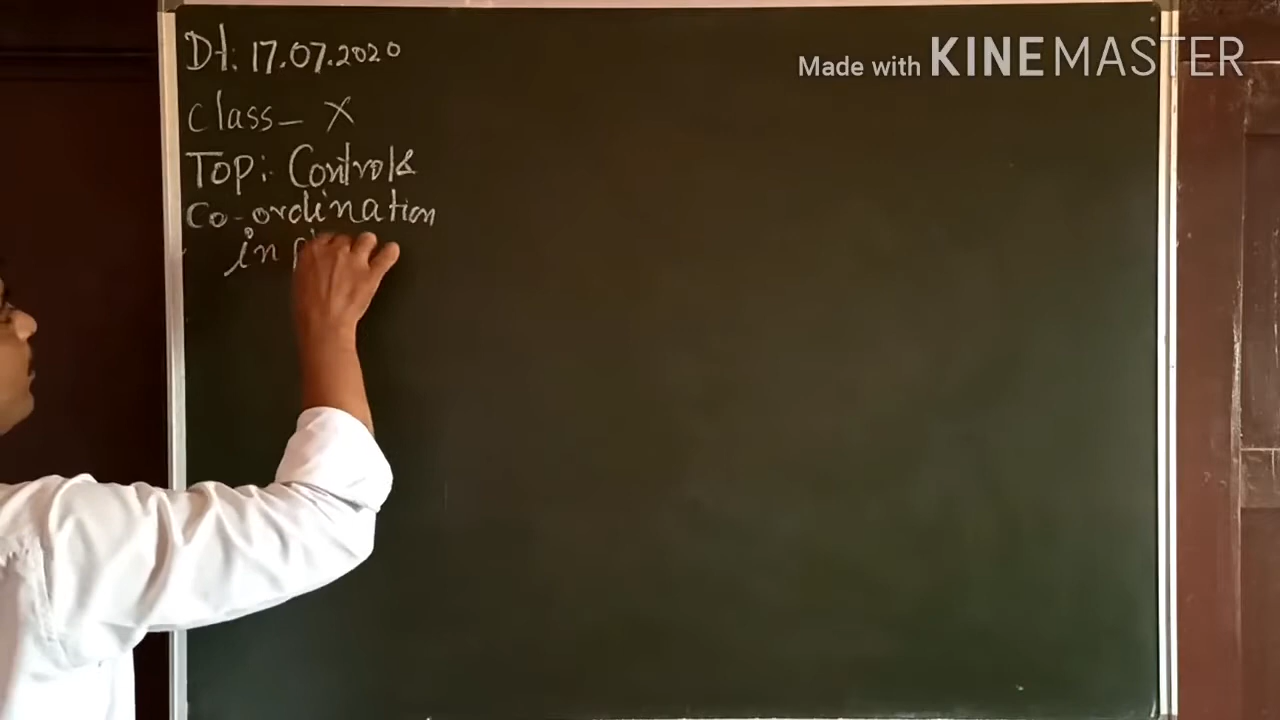 Dt: 17.07.2020
Made with KINEMASTER
Class - X
Top: Control &
Co-ordination
in